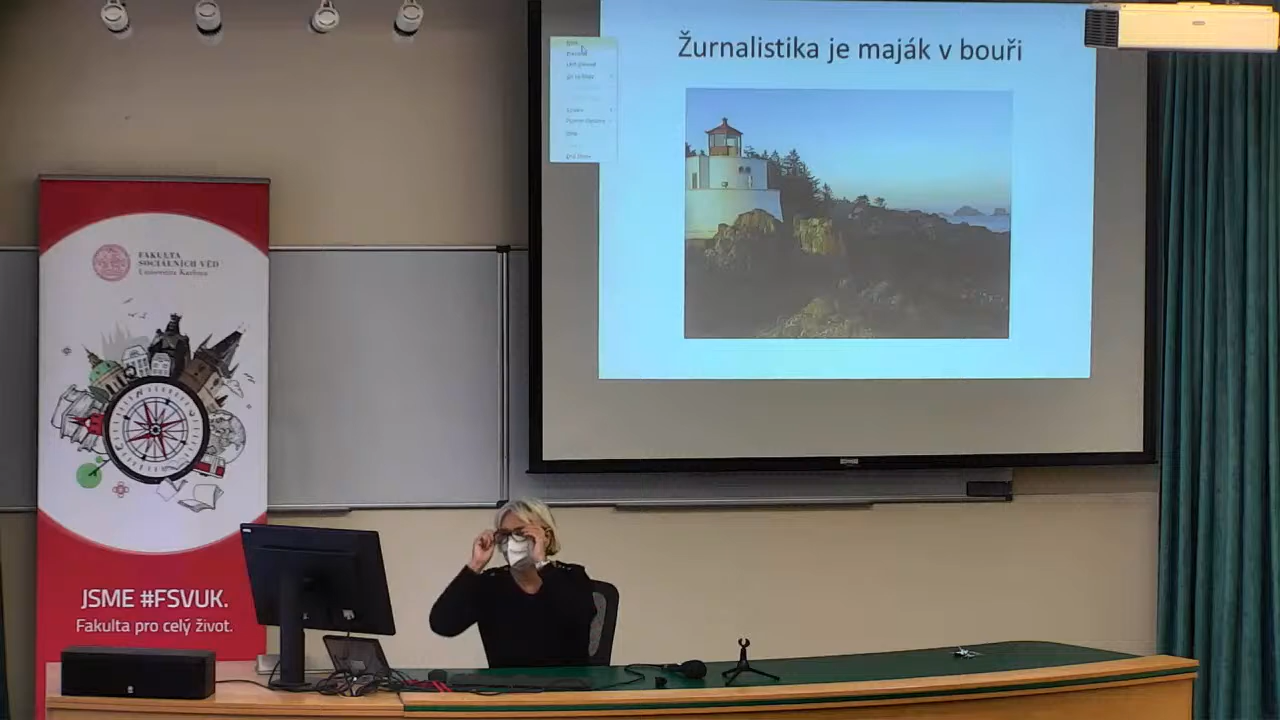 Žurnalistika je maják v bouři
FAKULTA
SOCIÁLNÍCH VĚD
Univerzita Karlova
JSME #FSVUK.
Fakulta pro celý život.